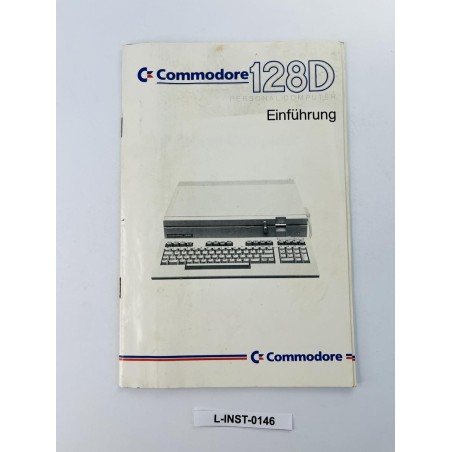 Commodore 128D
PERSONAL COMPUTER
Einführung
Commodore
L-INST-0146